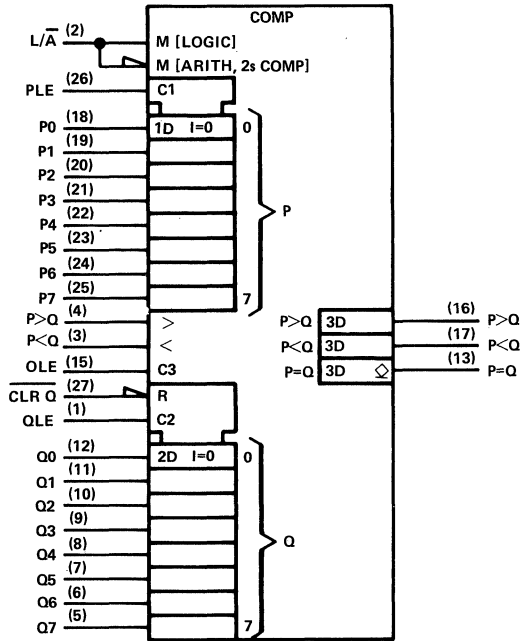 COMP
L/A̅ (2) M [LOGIC]
M [ARITH, 2s COMP]
PLE (26) C1
P0 (18) 1D I=0 0
P1 (19)
P2 (20)
P3 (21)
P4 (22) P
P5 (23)
P6 (24)
P7 (25) 7
P>Q (4) > P>Q 3D (16) P>Q
P<Q (3) < P<Q 3D (17) P<Q
OLE (15) C3 P=Q 3D (13) P=Q
C̅L̅R̅ Q̅ (27) R
QLE (1) C2
Q0 (12) 2D I=0 0
Q1 (11)
Q2 (10)
Q3 (9)
Q4 (8) Q
Q5 (7)
Q6 (6)
Q7 (5) 7